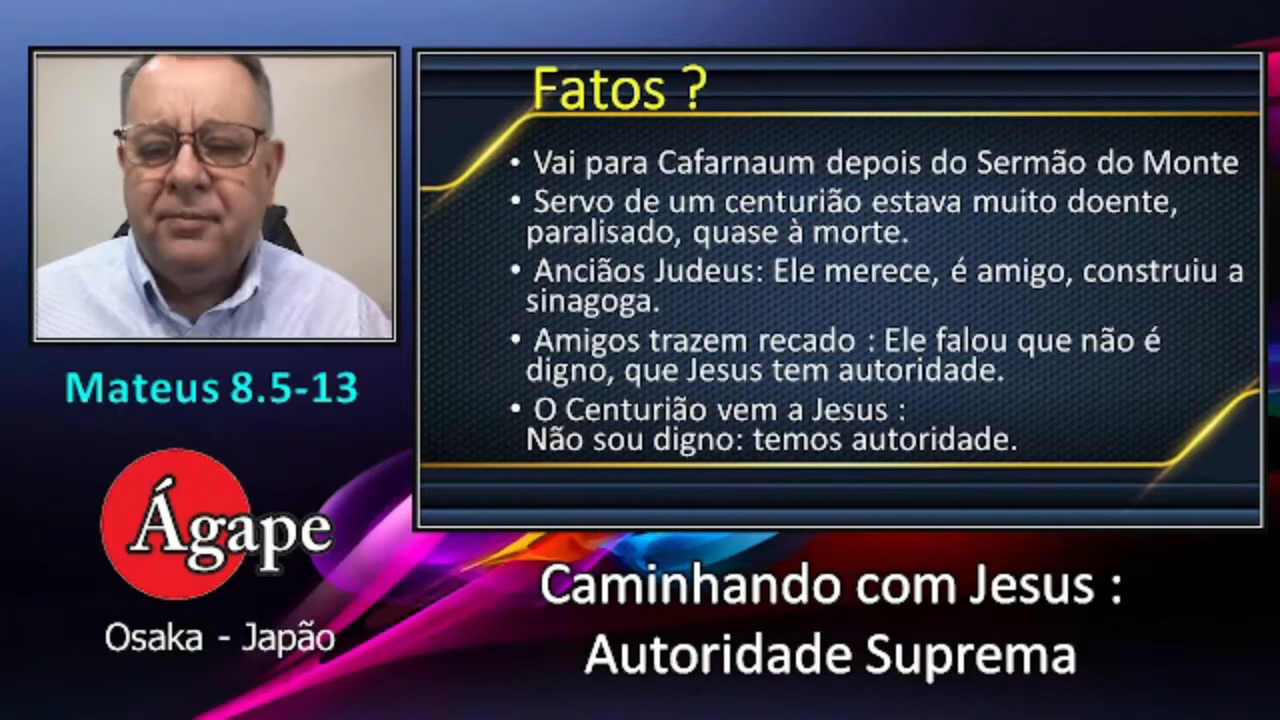 Fatos ?
• Vai para Cafarnaum depois do Sermão do Monte
• Servo de um centurião estava muito doente,
paralisado, quase à morte.
• Anciãos Judeus: Ele merece, é amigo, construiu a
sinagoga.
• Amigos trazem recado : Ele falou que não é
digno, que Jesus tem autoridade.
• O Centurião vem a Jesus :
Não sou digno: temos autoridade.
Mateus 8.5-13
Ágape
Osaka - Japão
Caminhando com Jesus :
Autoridade Suprema